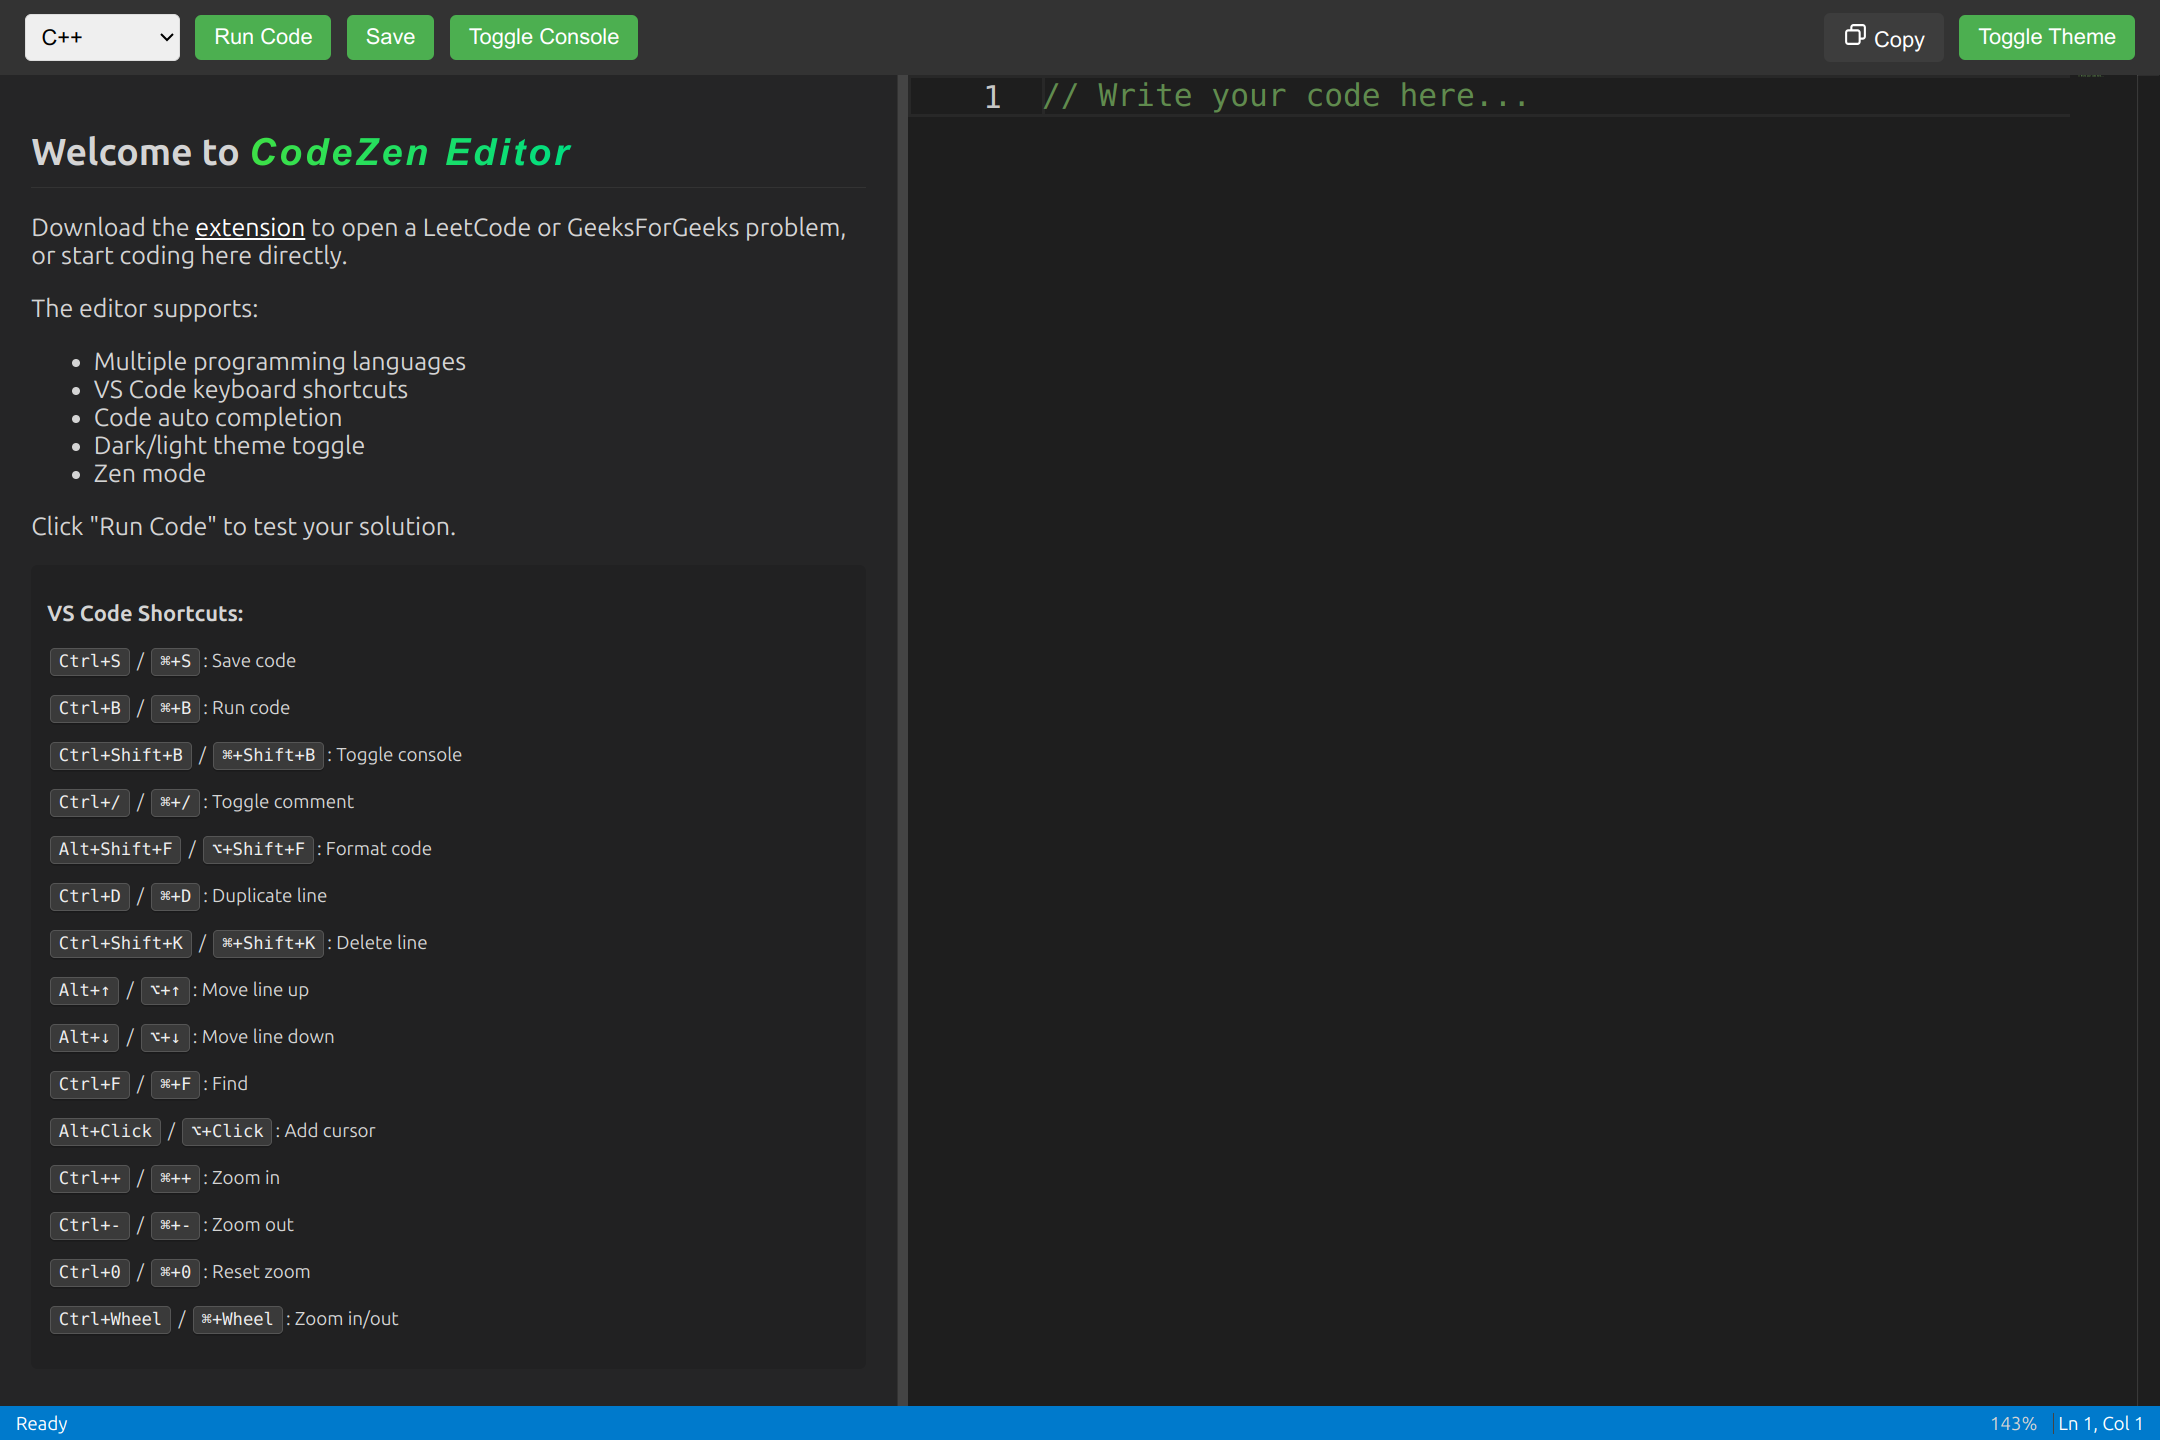 C++
Run Code
Save
Toggle Console
Copy
Toggle Theme
Welcome to CodeZen Editor
Download the extension to open a LeetCode or GeeksForGeeks problem,
or start coding here directly.
The editor supports:
• Multiple programming languages
• VS Code keyboard shortcuts
• Code auto completion
• Dark/light theme toggle
• Zen mode
Click "Run Code" to test your solution.
VS Code Shortcuts:
Ctrl+S / ⌘+S : Save code
Ctrl+B / ⌘+B : Run code
Ctrl+Shift+B / ⌘+Shift+B : Toggle console
Ctrl+/ / ⌘+/ : Toggle comment
Alt+Shift+F / ⌥+Shift+F : Format code
Ctrl+D / ⌘+D : Duplicate line
Ctrl+Shift+K / ⌘+Shift+K : Delete line
Alt+↑ / ⌥+↑ : Move line up
Alt+↓ / ⌥+↓ : Move line down
Ctrl+F / ⌘+F : Find
Alt+Click / ⌥+Click : Add cursor
Ctrl++ / ⌘++ : Zoom in
Ctrl+- / ⌘+- : Zoom out
Ctrl+0 / ⌘+0 : Reset zoom
Ctrl+Wheel / ⌘+Wheel : Zoom in/out
1 // Write your code here...
Ready
143%
Ln 1, Col 1